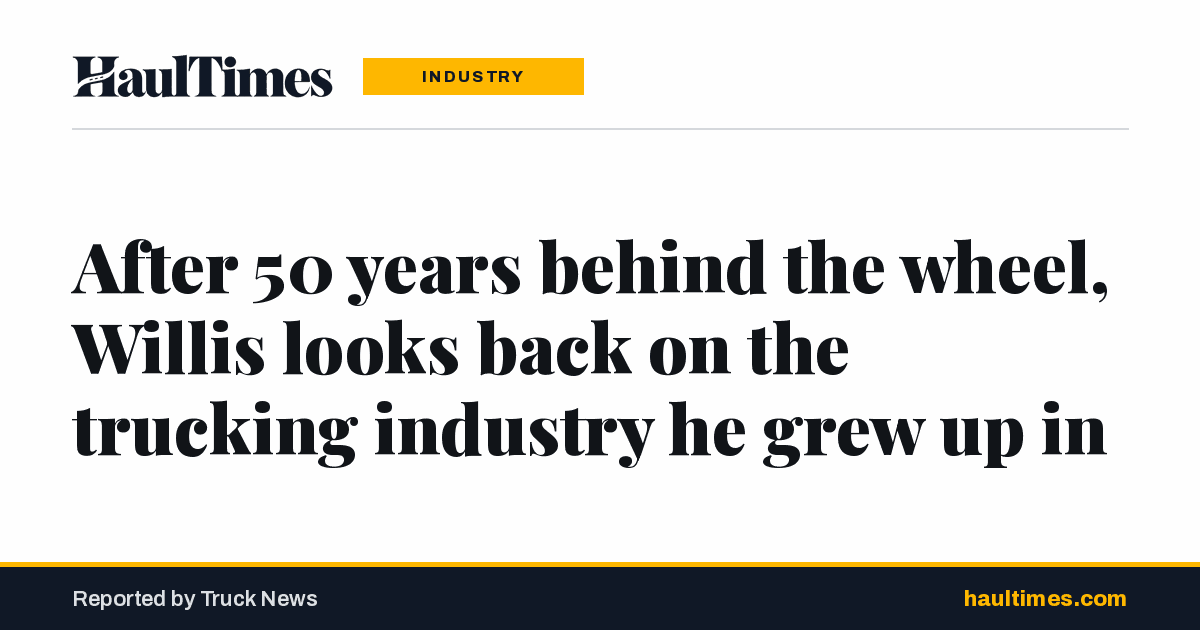 HaulTimes
INDUSTRY
After 50 years behind the wheel,
Willis looks back on the
trucking industry he grew up in
Reported by Truck News
haultimes.com